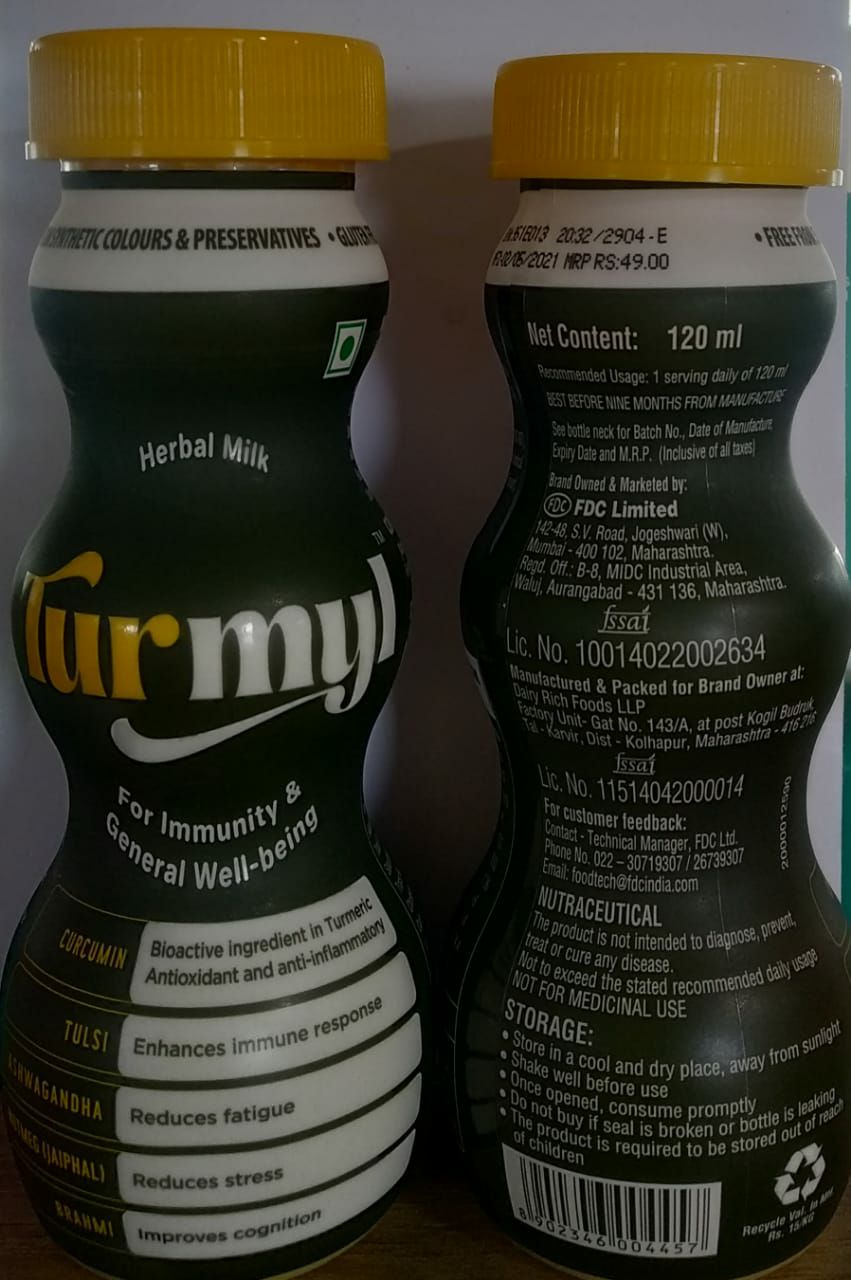 SYNTHETIC COLOURS & PRESERVATIVES •
Herbal Milk
TM
Turmyl
For Immunity &
General Well-being
CURCUMIN
Bioactive ingredient in Turmeric
Antioxidant and anti-inflammatory
TULSI
Enhances immune response
ASHWAGANDHA
Reduces fatigue
(JAIPHAL)
Reduces stress
BRAHMI
Improves cognition
20:32 /2904-E
/2021 MRP RS:49.00
• FREE FROM
Net Content: 120 ml
Recommended Usage: 1 serving daily of 120 ml
BEST BEFORE NINE MONTHS FROM MANUFACTURE
See bottle neck for Batch No., Date of Manufacture,
Expiry Date and M.R.P. (Inclusive of all taxes)
Brand Owned & Marketed by:
FDC FDC Limited
142-48, S.V. Road, Jogeshwari (W),
Mumbai - 400 102, Maharashtra.
Regd. Off.: B-8, MIDC Industrial Area,
Waluj, Aurangabad - 431 136, Maharashtra.
fssai
Lic. No. 10014022002634
Manufactured & Packed for Brand Owner at:
Dairy Rich Foods LLP
Factory Unit- Gat No. 143/A, at post Kogil Budruk,
Tal - Karvir, Dist - Kolhapur, Maharashtra - 416 216
fssai
Lic. No. 11514042000014
For customer feedback:
Contact - Technical Manager, FDC Ltd.
Phone No. 022 – 30719307 / 26739307
Email: foodtech@fdcindia.com
2000012590
NUTRACEUTICAL
The product is not intended to diagnose, prevent,
treat or cure any disease.
Not to exceed the stated recommended daily usage
NOT FOR MEDICINAL USE
STORAGE:
• Store in a cool and dry place, away from sunlight
• Shake well before use
• Once opened, consume promptly
• Do not buy if seal is broken or bottle is leaking
• The product is required to be stored out of reach
of children
8 902346 004457
Recycle Val. In MH.
Rs. 15/KG